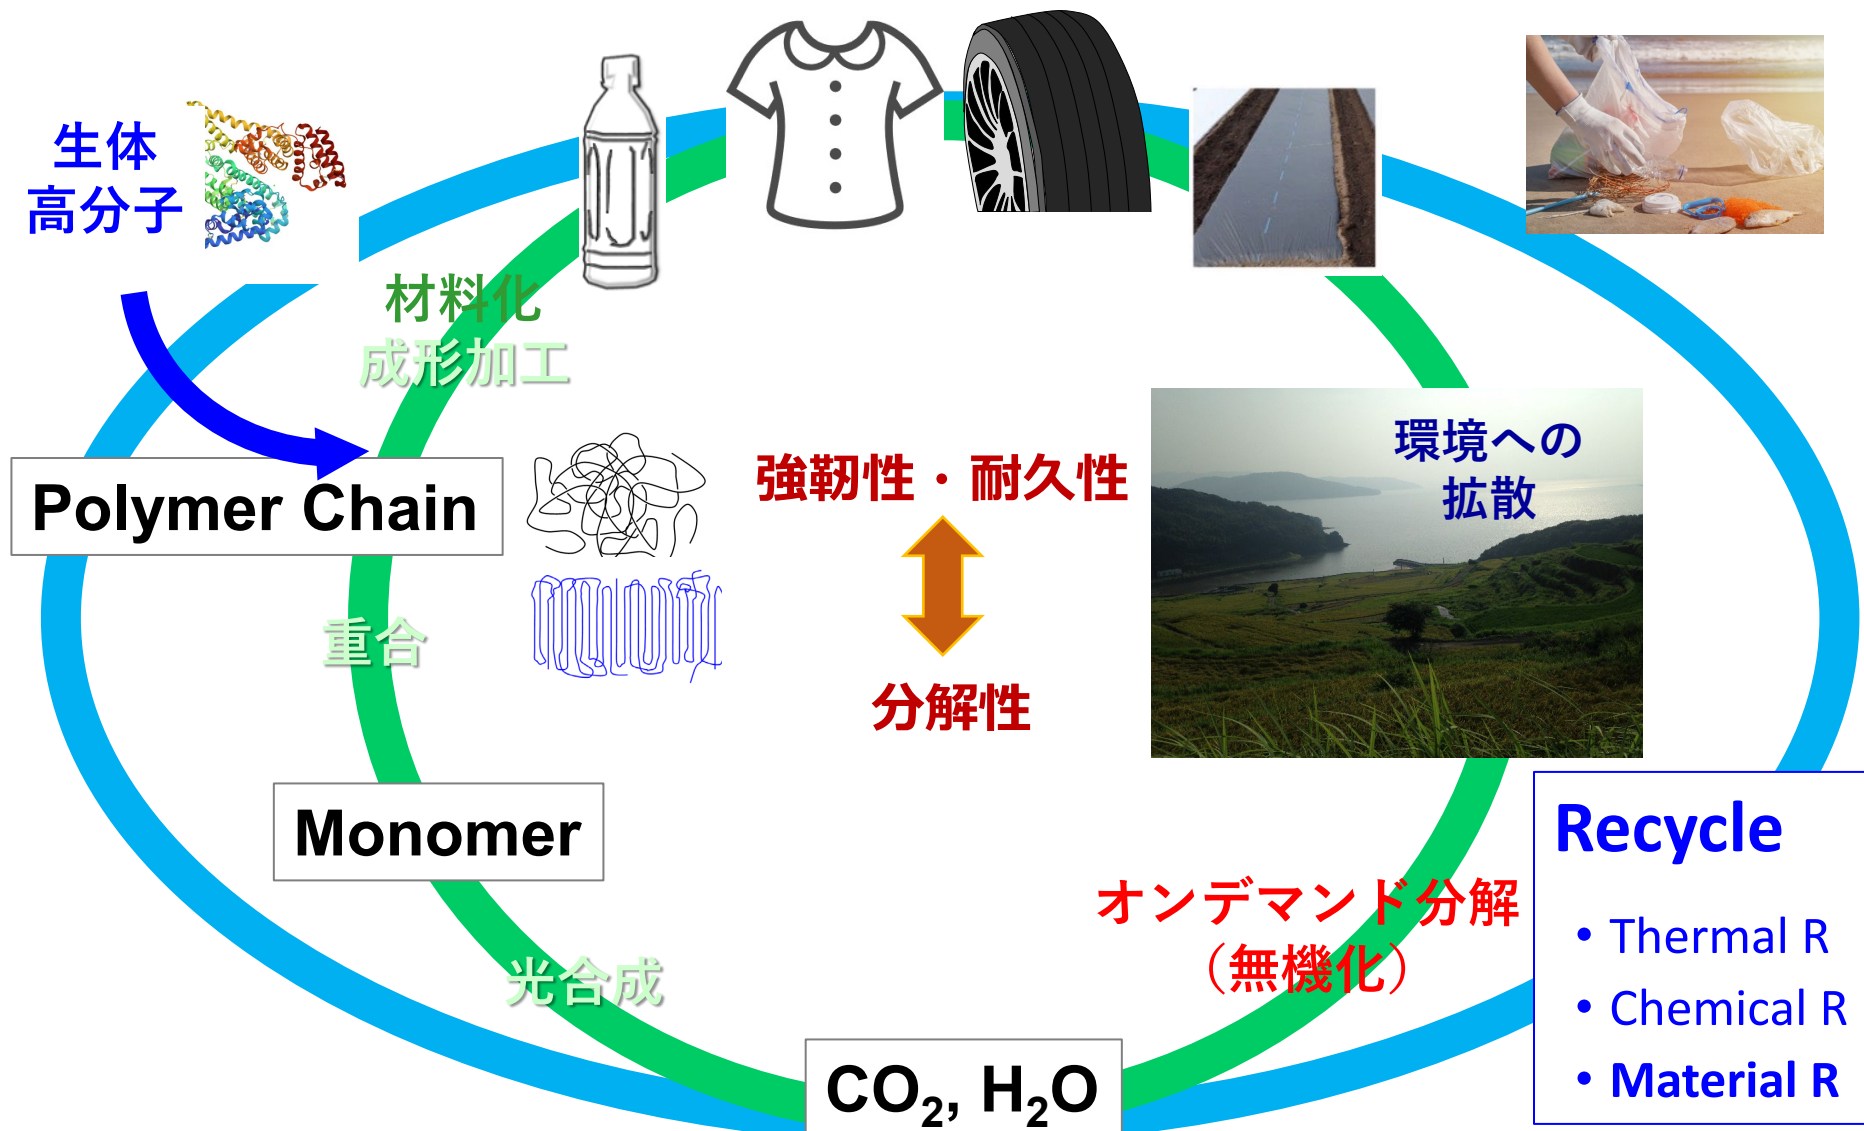 生体
高分子
材料化
成形加工
Polymer Chain
重合
Monomer
光合成
強靭性・耐久性
分解性
環境への
拡散
オンデマンド分解
（無機化）
CO₂, H₂O
Recycle
• Thermal R
• Chemical R
• Material R